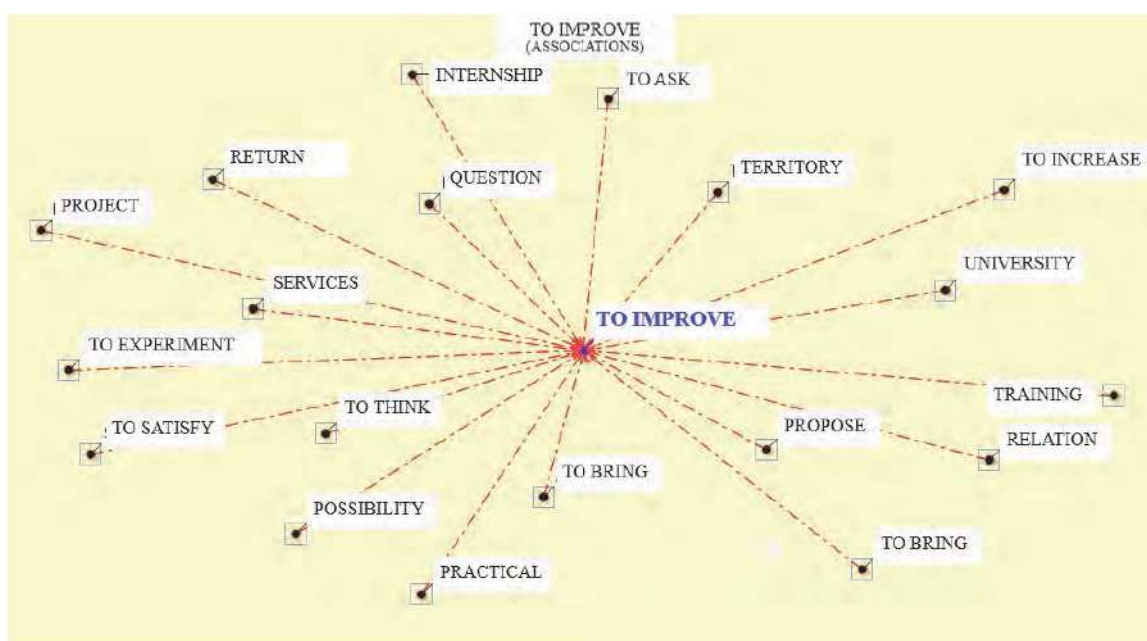 TO IMPROVE
(ASSOCIATIONS)
INTERNSHIP
TO ASK
RETURN
QUESTION
TERRITORY
TO INCREASE
PROJECT
SERVICES
UNIVERSITY
TO IMPROVE
TO EXPERIMENT
TRAINING
TO SATISFY
TO THINK
PROPOSE
RELATION
TO BRING
POSSIBILITY
TO BRING
PRACTICAL